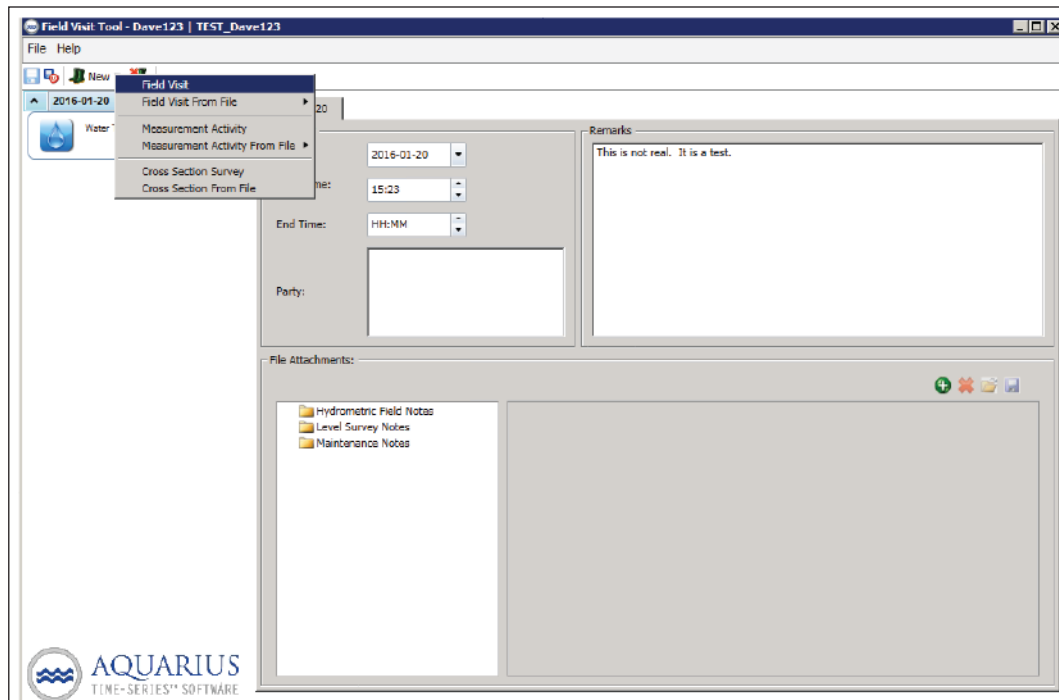 Field Visit Tool - Dave123 | TEST_Dave123
File Help
New
Field Visit
Field Visit From File
Measurement Activity
Measurement Activity From File
Cross Section Survey
Cross Section From File
2016-01-20
Water
20
2016-01-20
me:
15:23
End Time:
HH:MM
Party:
Remarks
This is not real. It is a test.
File Attachments:
Hydrometric Field Notes
Level Survey Notes
Maintenance Notes
AQUARIUS
TIME-SERIES™ SOFTWARE